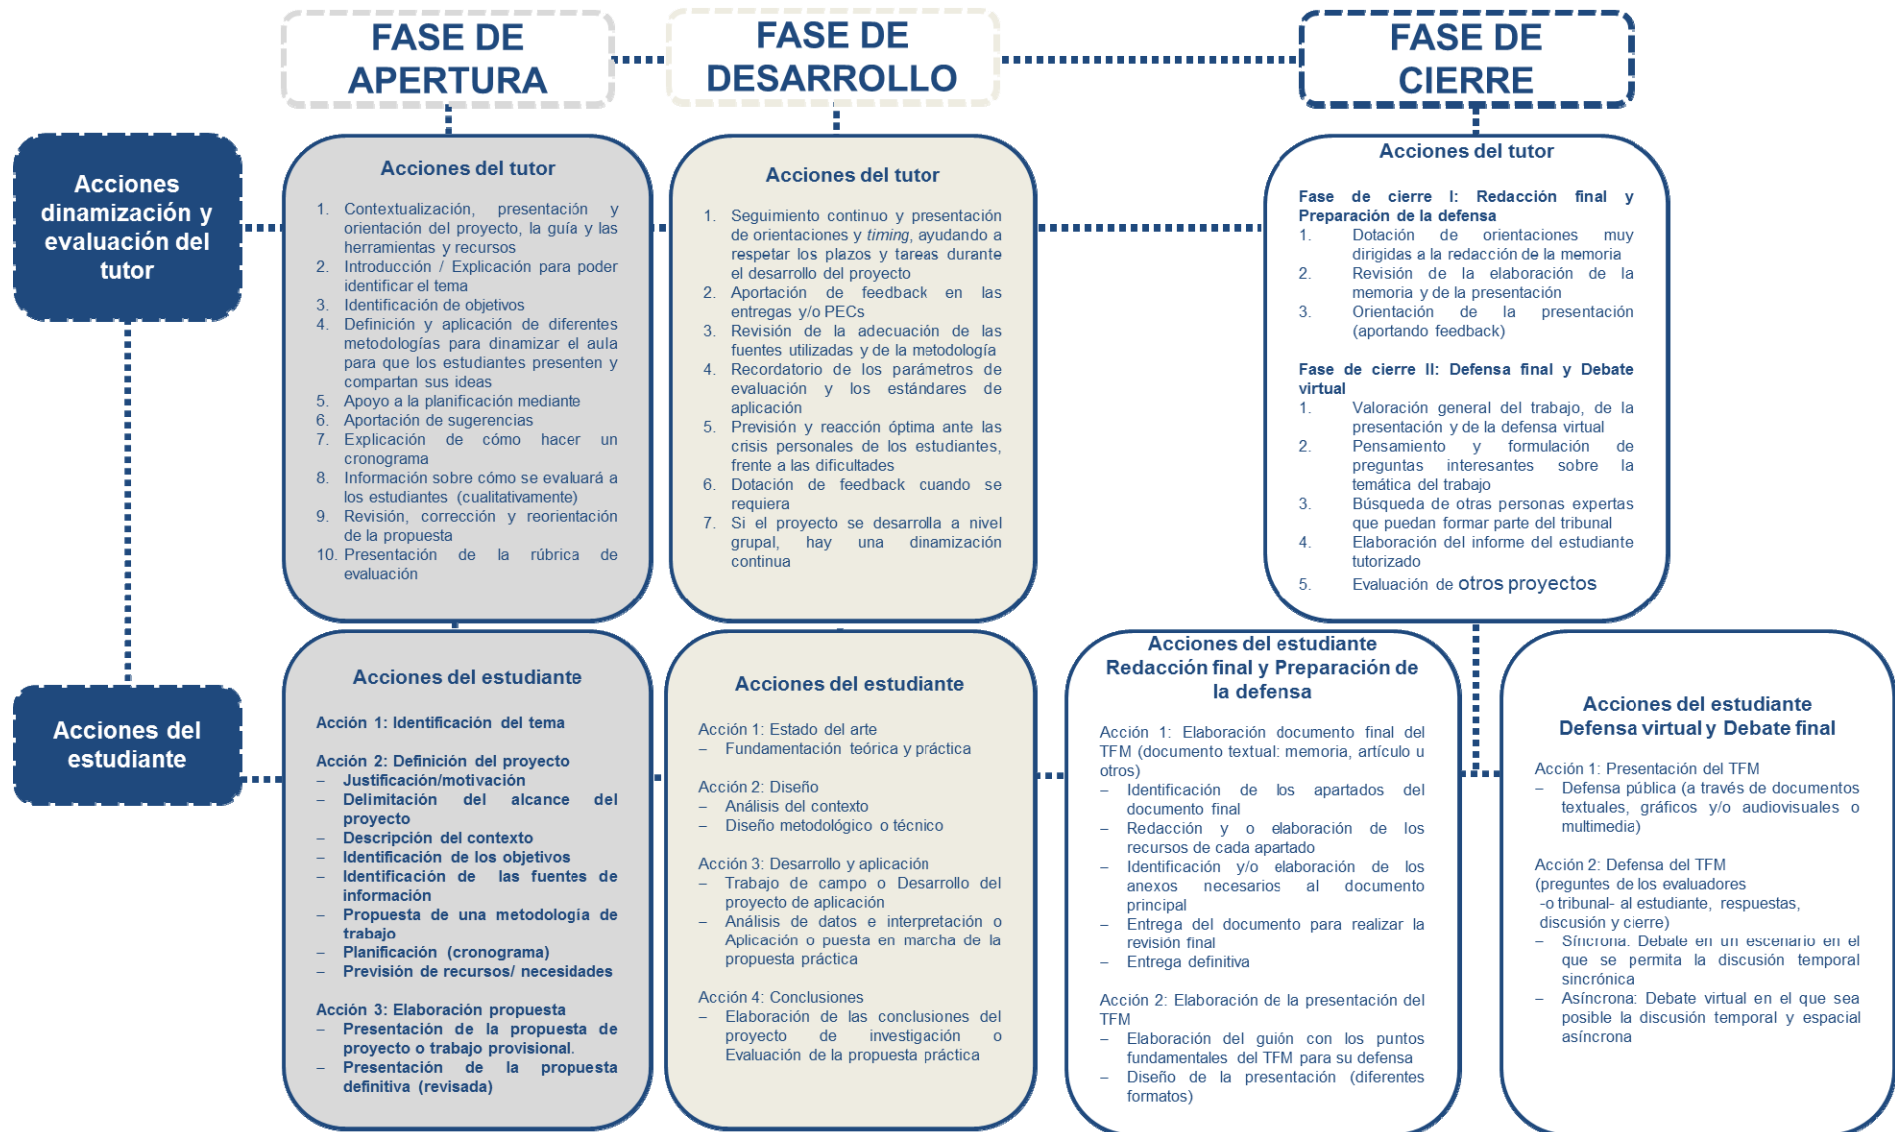 FASE DE
APERTURA
FASE DE
DESARROLLO
FASE DE
CIERRE
Acciones
dinamización y
evaluación del
tutor
Acciones del tutor
1. Contextualización, presentación y
orientación del proyecto, la guía y las
herramientas y recursos
2. Introducción / Explicación para poder
identificar el tema
3. Identificación de objetivos
4. Definición y aplicación de diferentes
metodologías para dinamizar el aula
para que los estudiantes presenten y
compartan sus ideas
5. Apoyo a la planificación mediante
6. Aportación de sugerencias
7. Explicación de cómo hacer un
cronograma
8. Información sobre cómo se evaluará a
los estudiantes (cualitativamente)
9. Revisión, corrección y reorientación
de la propuesta
10. Presentación de la rúbrica de
evaluación
Acciones del tutor
1. Seguimiento continuo y presentación
de orientaciones y timing, ayudando a
respetar los plazos y tareas durante
el desarrollo del proyecto
2. Aportación de feedback en las
entregas y/o PECs
3. Revisión de la adecuación de las
fuentes utilizadas y de la metodología
4. Recordatorio de los parámetros de
evaluación y los estándares de
aplicación
5. Previsión y reacción óptima ante las
crisis personales de los estudiantes,
frente a las dificultades
6. Dotación de feedback cuando se
requiera
7. Si el proyecto se desarrolla a nivel
grupal, hay una dinamización
continua
Acciones del tutor
Fase de cierre I: Redacción final y
Preparación de la defensa
1. Dotación de orientaciones muy
dirigidas a la redacción de la memoria
2. Revisión de la elaboración de la
memoria y de la presentación
3. Orientación de la presentación
(aportando feedback)
Fase de cierre II: Defensa final y Debate
virtual
1. Valoración general del trabajo, de la
presentación y de la defensa virtual
2. Pensamiento y formulación de
preguntas interesantes sobre la
temática del trabajo
3. Búsqueda de otras personas expertas
que puedan formar parte del tribunal
4. Elaboración del informe del estudiante
tutorizado
5. Evaluación de otros proyectos
Acciones del
estudiante
Acciones del estudiante
Acción 1: Identificación del tema
Acción 2: Definición del proyecto
– Justificación/motivación
– Delimitación del alcance del
proyecto
– Descripción del contexto
– Identificación de los objetivos
– Identificación de las fuentes de
información
– Propuesta de una metodología de
trabajo
– Planificación (cronograma)
– Previsión de recursos/ necesidades
Acción 3: Elaboración propuesta
– Presentación de la propuesta de
proyecto o trabajo provisional.
– Presentación de la propuesta
definitiva (revisada)
Acciones del estudiante
Acción 1: Estado del arte
– Fundamentación teórica y práctica
Acción 2: Diseño
– Análisis del contexto
– Diseño metodológico o técnico
Acción 3: Desarrollo y aplicación
– Trabajo de campo o Desarrollo del
proyecto de aplicación
– Análisis de datos e interpretación o
Aplicación o puesta en marcha de la
propuesta práctica
Acción 4: Conclusiones
– Elaboración de las conclusiones del
proyecto de investigación o
Evaluación de la propuesta práctica
Acciones del estudiante
Redacción final y Preparación de
la defensa
Acción 1: Elaboración documento final del
TFM (documento textual: memoria, artículo u
otros)
– Identificación de los apartados del
documento final
– Redacción y o elaboración de los
recursos de cada apartado
– Identificación y/o elaboración de los
anexos necesarios al documento
principal
– Entrega del documento para realizar la
revisión final
– Entrega definitiva
Acción 2: Elaboración de la presentación del
TFM
– Elaboración del guión con los puntos
fundamentales del TFM para su defensa
– Diseño de la presentación (diferentes
formatos)
Acciones del estudiante
Defensa virtual y Debate final
Acción 1: Presentación del TFM
– Defensa pública (a través de documentos
textuales, gráficos y/o audiovisuales o
multimedia)
Acción 2: Defensa del TFM
(preguntes de los evaluadores
-o tribunal- al estudiante, respuestas,
discusión y cierre)
– Síncrona: Debate en un escenario en el
que se permita la discusión temporal
sincrónica
– Asíncrona: Debate virtual en el que sea
posible la discusión temporal y espacial
asíncrona